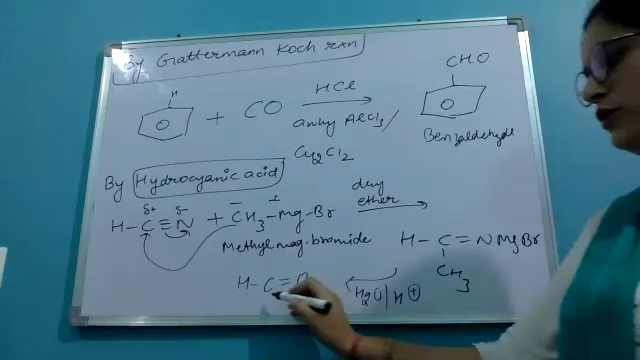 By Gattermann Koch rxn
H
CHO
+ CO
HCl
anhy AlCl3/
Cu2Cl2
Benzaldehyde
By Hydrocyanic acid
δ+ δ-
H-C≡N + CH3-Mg-Br
dry
ether
Methyl mag. bromide
H-C=NMgBr
CH3
H-C=
H2O/H+